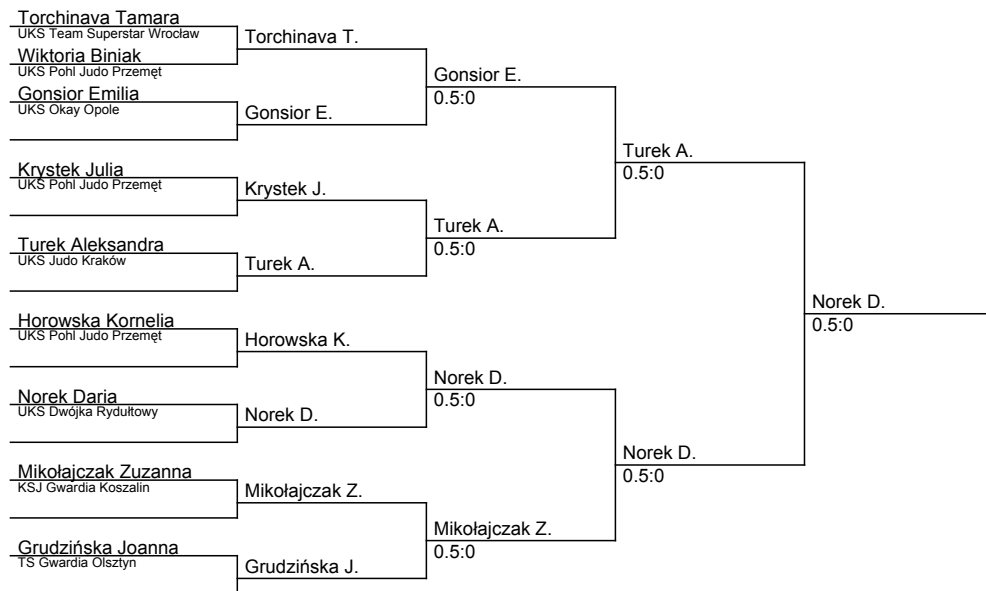 Torchinava Tamara
UKS Team Superstar Wrocław
Wiktoria Biniak
UKS Pohl Judo Przemęt
Gonsior Emilia
UKS Okay Opole
Krystek Julia
UKS Pohl Judo Przemęt
Turek Aleksandra
UKS Judo Kraków
Horowska Kornelia
UKS Pohl Judo Przemęt
Norek Daria
UKS Dwójka Rydułtowy
Mikołajczak Zuzanna
KSJ Gwardia Koszalin
Grudzińska Joanna
TS Gwardia Olsztyn
Torchinava T.
Gonsior E.
Krystek J.
Turek A.
Horowska K.
Norek D.
Mikołajczak Z.
Grudzińska J.
Gonsior E.
0.5:0
Turek A.
0.5:0
Norek D.
0.5:0
Mikołajczak Z.
0.5:0
Turek A.
0.5:0
Norek D.
0.5:0
Norek D.
0.5:0